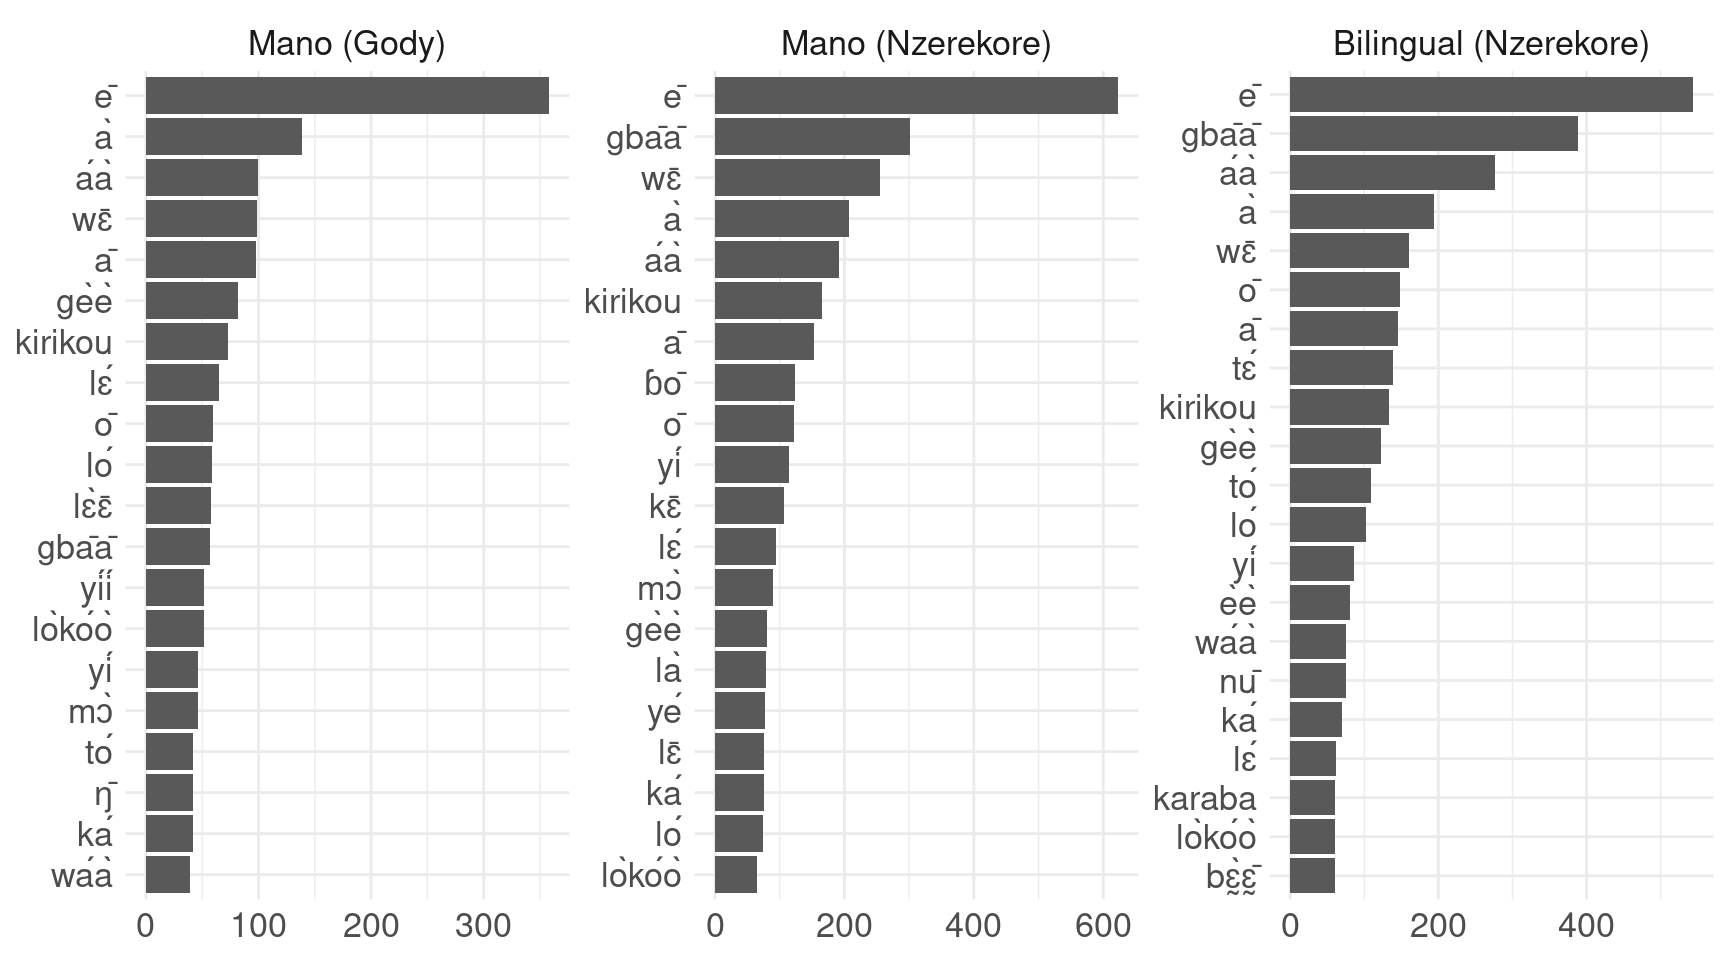 Mano (Gody)
ē
à
áà
wɛ̄
ā
gèè
kirikou
lɛ́
ō
ló
lɛ̀ɛ̄
gbāā
yíí
lòkóò
yí
mɔ̀
tó
ŋ̄
ká
wáà
0 100 200 300
Mano (Nzerekore)
ē
gbāā
wɛ̄
à
áà
kirikou
ā
ɓō
ō
yí
kɛ̄
lɛ́
mɔ̀
gèè
là
yé
lɛ̄
ká
ló
lòkóò
0 200 400 600
Bilingual (Nzerekore)
ē
gbāā
áà
à
wɛ̄
ō
ā
tɛ́
kirikou
gèè
tó
ló
yí
èè
wáà
nū
ká
lɛ́
karaba
lòkóò
bɛ̰̀ɛ̰̄
0 200 400